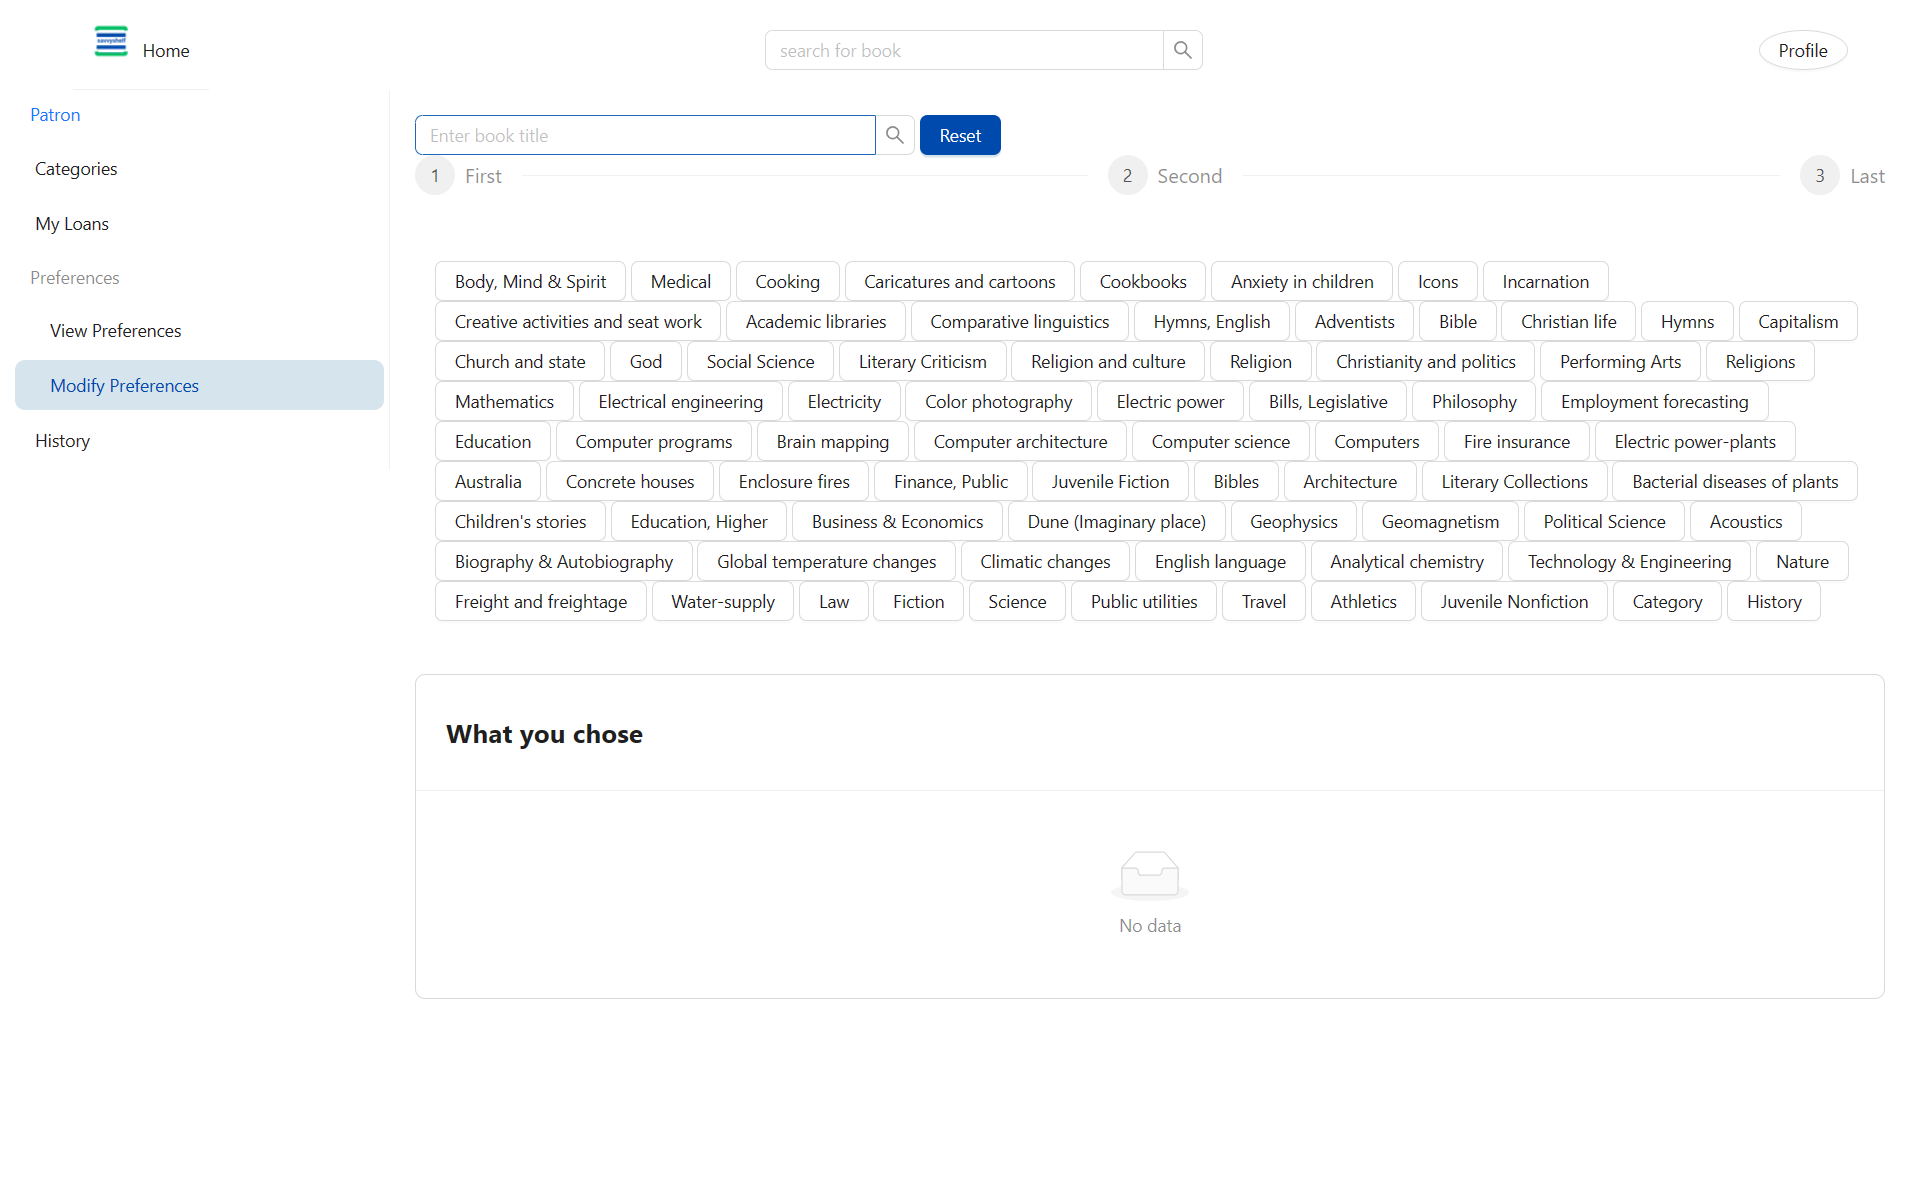 savvyshelf
Home
search for book
Profile
Patron
Categories
My Loans
Preferences
View Preferences
Modify Preferences
History
Enter book title
Reset
1 First
2 Second
3 Last
Body, Mind & Spirit Medical Cooking Caricatures and cartoons Cookbooks Anxiety in children Icons Incarnation
Creative activities and seat work Academic libraries Comparative linguistics Hymns, English Adventists Bible Christian life Hymns Capitalism
Church and state God Social Science Literary Criticism Religion and culture Religion Christianity and politics Performing Arts Religions
Mathematics Electrical engineering Electricity Color photography Electric power Bills, Legislative Philosophy Employment forecasting
Education Computer programs Brain mapping Computer architecture Computer science Computers Fire insurance Electric power-plants
Australia Concrete houses Enclosure fires Finance, Public Juvenile Fiction Bibles Architecture Literary Collections Bacterial diseases of plants
Children's stories Education, Higher Business & Economics Dune (Imaginary place) Geophysics Geomagnetism Political Science Acoustics
Biography & Autobiography Global temperature changes Climatic changes English language Analytical chemistry Technology & Engineering Nature
Freight and freightage Water-supply Law Fiction Science Public utilities Travel Athletics Juvenile Nonfiction Category History
What you chose
No data